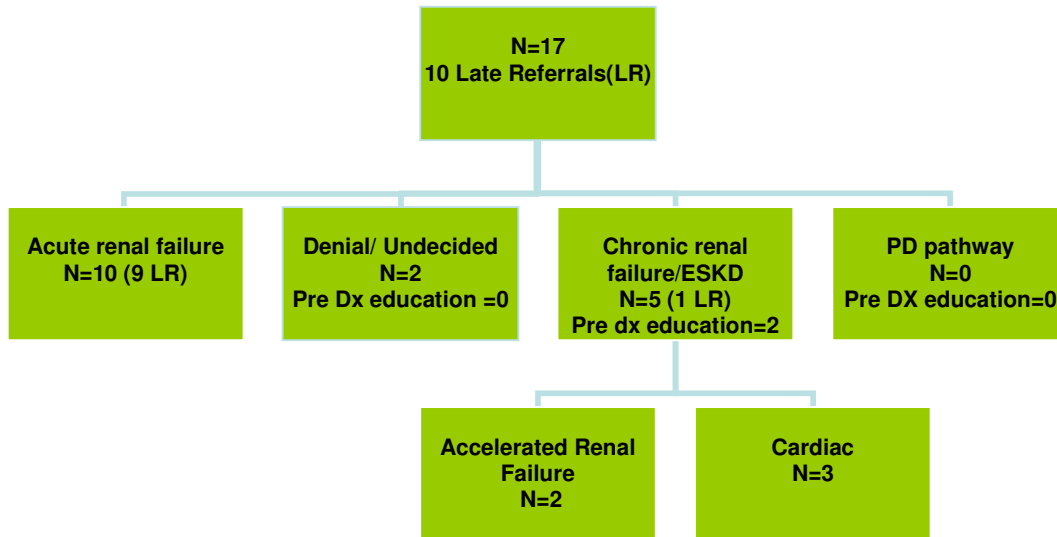 N=17
10 Late Referrals(LR)
Acute renal failure
N=10 (9 LR)
Denial/ Undecided
N=2
Pre Dx education =0
Chronic renal
failure/ESKD
N=5 (1 LR)
Pre dx education=2
PD pathway
N=0
Pre DX education=0
Accelerated Renal
Failure
N=2
Cardiac
N=3